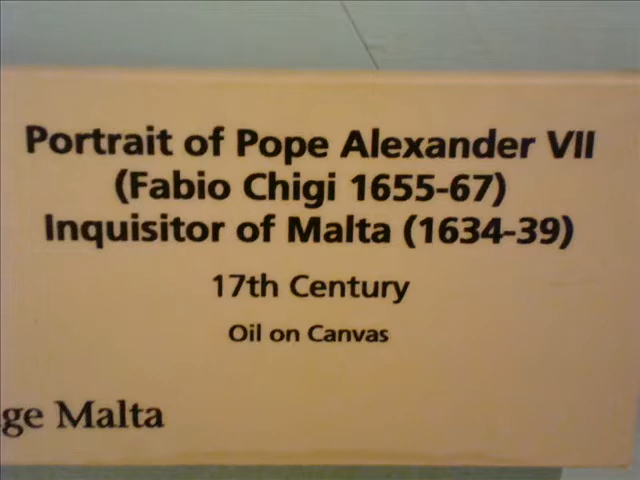 Portrait of Pope Alexander VII
(Fabio Chigi 1655-67)
Inquisitor of Malta (1634-39)
17th Century
Oil on Canvas
Malta